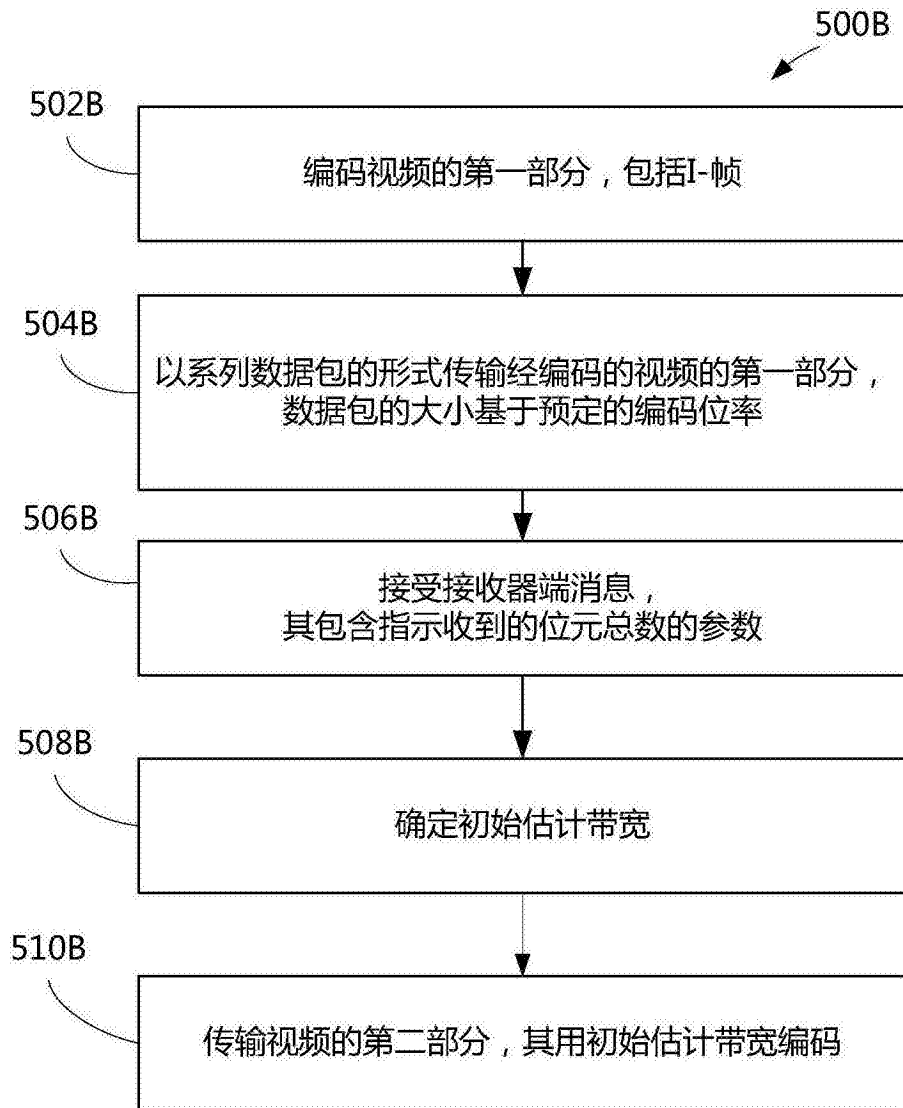 500B
502B
编码视频的第一部分，包括I-帧
504B
以系列数据包的形式传输经编码的视频的第一部分，
数据包的大小基于预定的编码位率
506B
接受接收器端消息，
其包含指示收到的位元总数的参数
508B
确定初始估计带宽
510B
传输视频的第二部分，其用初始估计带宽编码